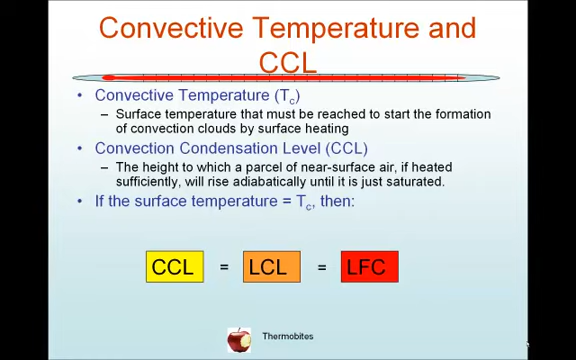 Convective Temperature and
CCL
• Convective Temperature (Tc)
– Surface temperature that must be reached to start the formation
of convection clouds by surface heating
• Convection Condensation Level (CCL)
– The height to which a parcel of near-surface air, if heated
sufficiently, will rise adiabatically until it is just saturated.
• If the surface temperature = Tc, then:
CCL = LCL = LFC
Thermobites